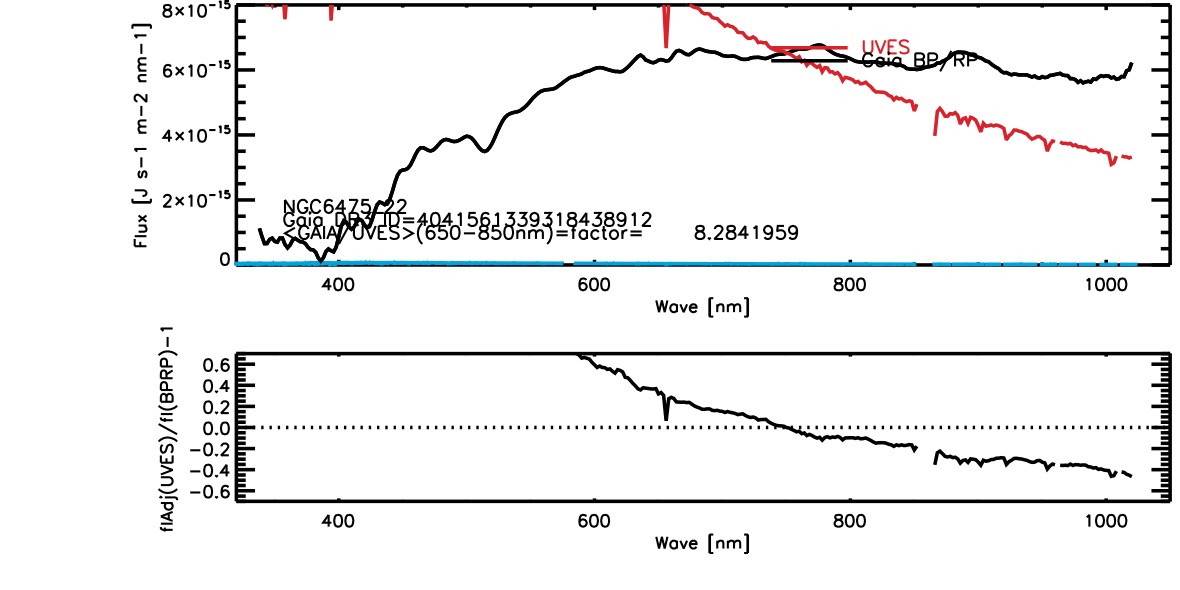 8×10−15
6×10−15
4×10−15
2×10−15
0
Flux [J s−1 m−2 nm−1]
UVES
Gaia BP/RP
NGC6475_22
Gaia DR3 ID=4041561339318438912
<GAIA/UVES>(650−850nm)=factor= 8.2841959
400 600 800 1000
Wave [nm]
0.6
0.4
0.2
0.0
−0.2
−0.4
−0.6
flAdj(UVES)/fl(BPRP)−1
400 600 800 1000
Wave [nm]